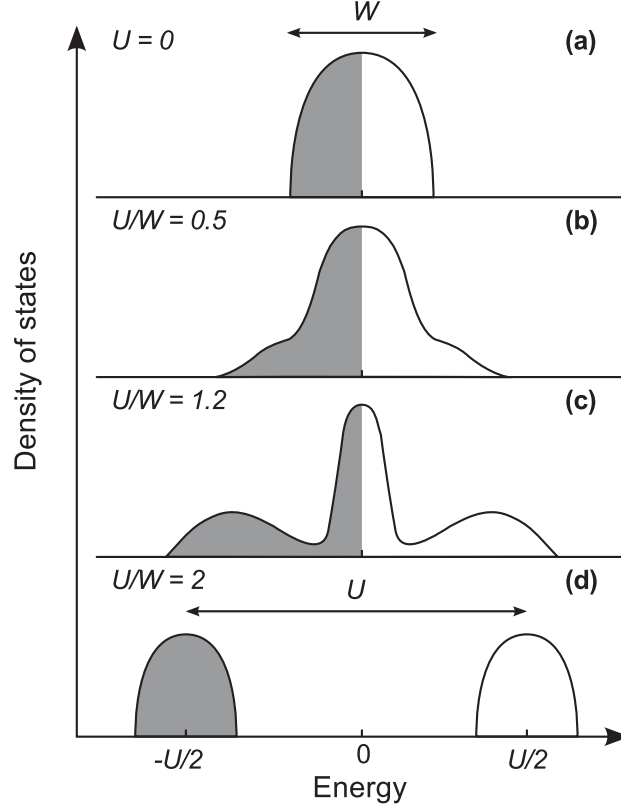 W
U = 0
(a)
U/W = 0.5
(b)
U/W = 1.2
(c)
U/W = 2
(d)
U
Density of states
-U/2
0
U/2
Energy